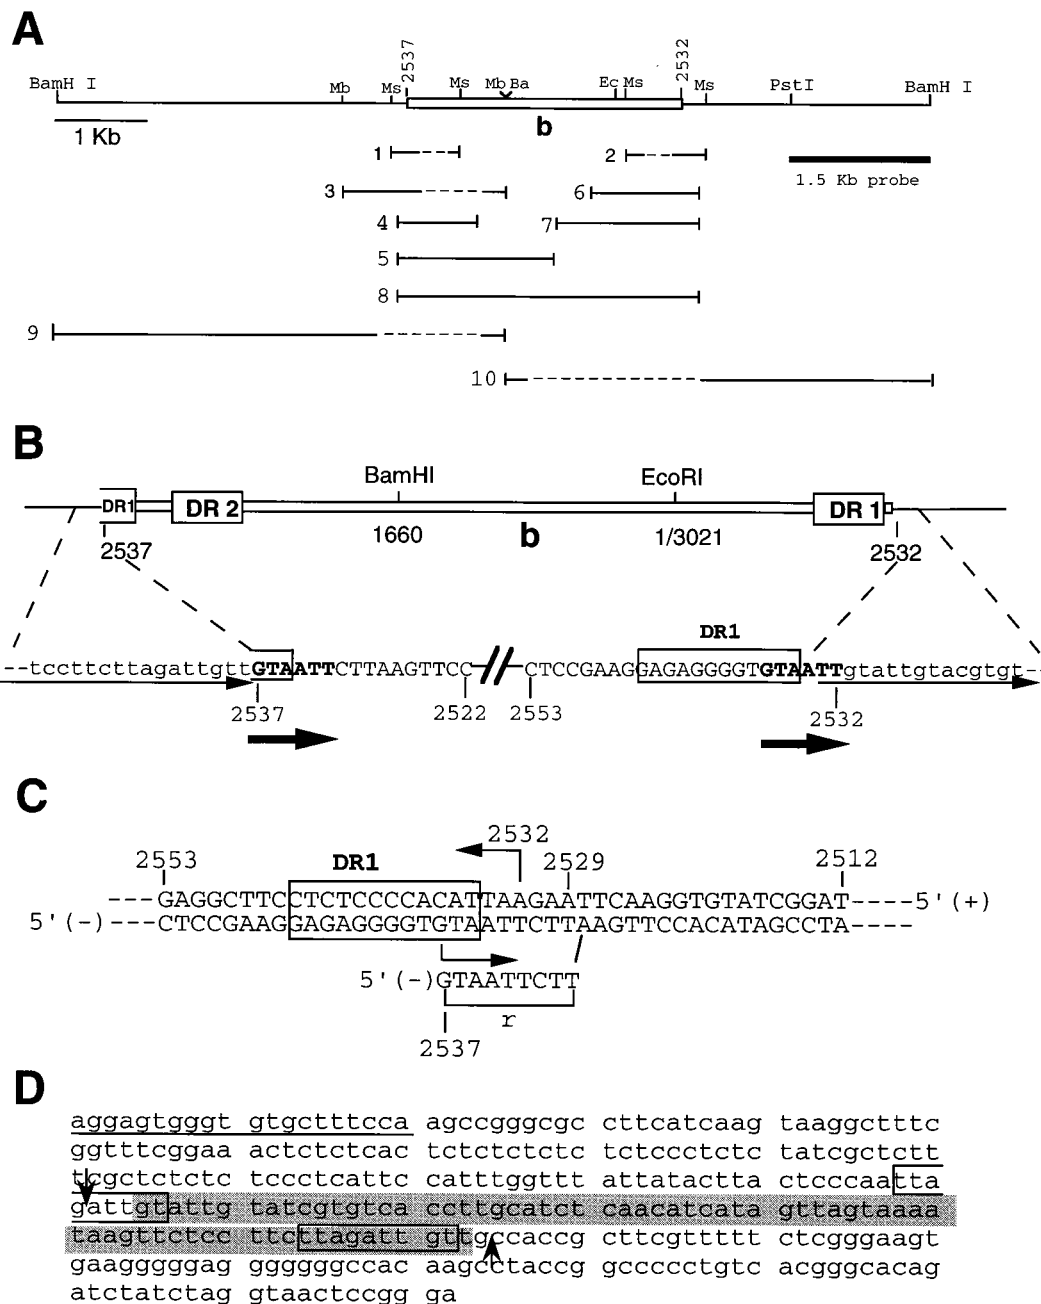 A
2537
2532
BamH I
Mb
Ms
Ms
Mb Ba
Ec Ms
Ms
PstI
BamH I
1 Kb
b
1
2
1.5 Kb probe
3
6
4
7
5
8
9
10
B
BamHI
EcoRI
DR1
DR 2
DR 1
2537
1660
b
1/3021
2532
DR1
--tccttcttagattgttGTAATTCTTAAGTTCC
CTCCGAAGGAGAGGGGTGTAATTgtattgtacgtgt--
2537
2522
2553
2532
C
2532
2553
DR1
2529
2512
---GAGGCTTCCTCTCCCCACATTAAGAATTCAAGGTGTATCGGAT----5'(+)
5'(-)---CTCCGAAGGAGAGGGGTGTAATTCTTAAGTTCCACATAGCCTA----
5'(-)GTAATTCTT
r
2537
D
aggagtgggt gtgctttcca agccgggcgc cttcatcaag taaggctttc
ggtttcggaa actctctcac tctctctctc tctccctctc tatcgctctt
tcgctctctc tccctcattc catttggttt attatactta ctcccaatta
gattgtattg tatcgtgtca ccttgcatct caacatcata gttagtaaaa
taagttctcc ttcttagatt gttgccaccg cttcgttttt ctcgggaagt
gaagggggag ggggggccac aagcctaccg gccccctgtc acgggcacag
atctatctag gtaactccgg ga